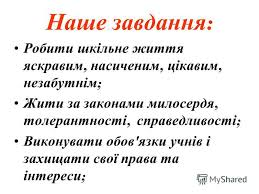 Наше завдання:
• Робити шкільне життя
яскравим, насиченим, цікавим,
незабутнім;
• Жити за законами милосердя,
толерантності, справедливості;
• Виконувати обов'язки учнів і
захищати свої права та
інтереси;
MyShared